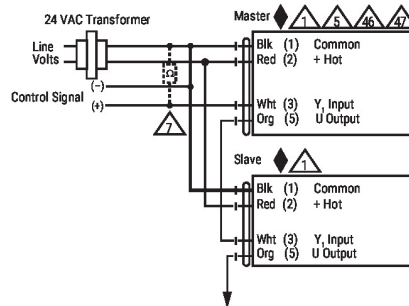 24 VAC Transformer
Line
Volts
Control Signal
(−)
(+)
Ω
7
Master 1 5 46 47
Blk (1) Common
Red (2) + Hot
Wht (3) Y₁ Input
Org (5) U Output
Slave 1
Blk (1) Common
Red (2) + Hot
Wht (3) Y₁ Input
Org (5) U Output